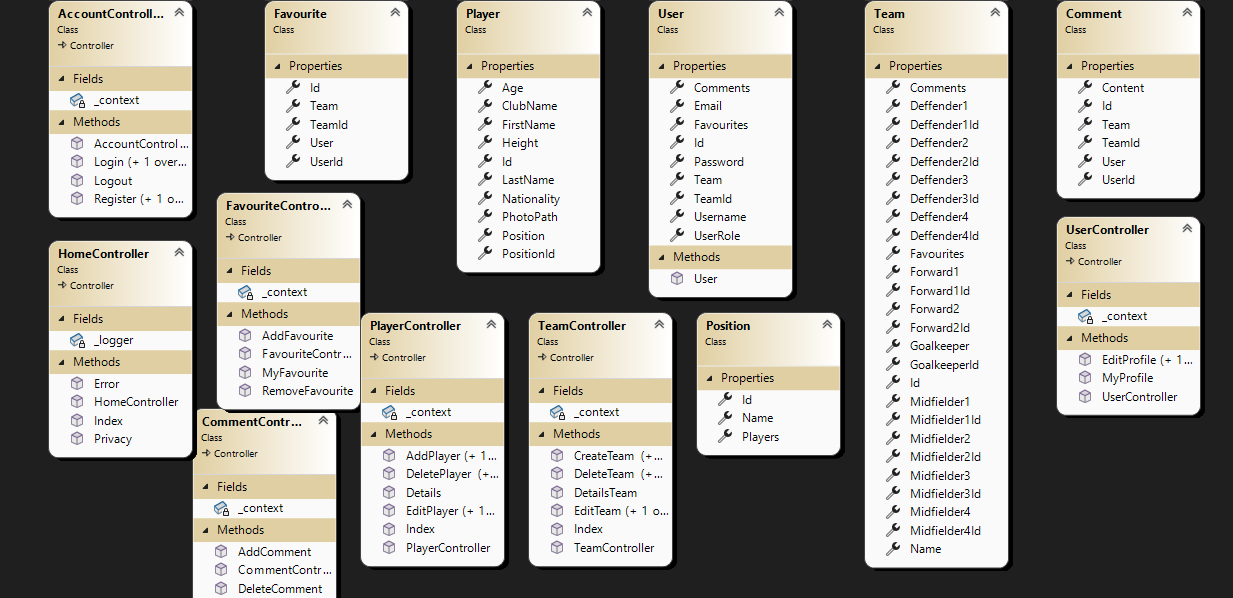 AccountControll...
Class
Controller
Fields
_context
Methods
AccountControl...
Login (+ 1 over...
Logout
Register (+ 1 o...
Favourite
Class
Properties
Id
Team
TeamId
User
UserId
Player
Class
Properties
Age
ClubName
FirstName
Height
Id
LastName
Nationality
PhotoPath
Position
PositionId
User
Class
Properties
Comments
Email
Favourites
Id
Password
Team
TeamId
Username
UserRole
Methods
User
Team
Class
Properties
Comments
Deffender1
Deffender1Id
Deffender2
Deffender2Id
Deffender3
Deffender3Id
Deffender4
Deffender4Id
Favourites
Forward1
Forward1Id
Forward2
Forward2Id
Goalkeeper
GoalkeeperId
Id
Midfielder1
Midfielder1Id
Midfielder2
Midfielder2Id
Midfielder3
Midfielder3Id
Midfielder4
Midfielder4Id
Name
Comment
Class
Properties
Content
Id
Team
TeamId
User
UserId
HomeController
Class
Controller
Fields
_logger
Methods
Error
HomeController
Index
Privacy
FavouriteContro...
Class
Controller
Fields
_context
Methods
AddFavourite
FavouriteContr...
MyFavourite
RemoveFavourite
CommentContr...
Class
Controller
Fields
_context
Methods
AddComment
CommentContr...
DeleteComment
PlayerController
Class
Controller
Fields
_context
Methods
AddPlayer (+ 1...
DeletePlayer (+...
Details
EditPlayer (+ 1...
Index
PlayerController
TeamController
Class
Controller
Fields
_context
Methods
CreateTeam (+...
DeleteTeam (+...
DetailsTeam
EditTeam (+ 1 o...
Index
TeamController
Position
Class
Properties
Id
Name
Players
UserController
Class
Controller
Fields
_context
Methods
EditProfile (+ 1...
MyProfile
UserController